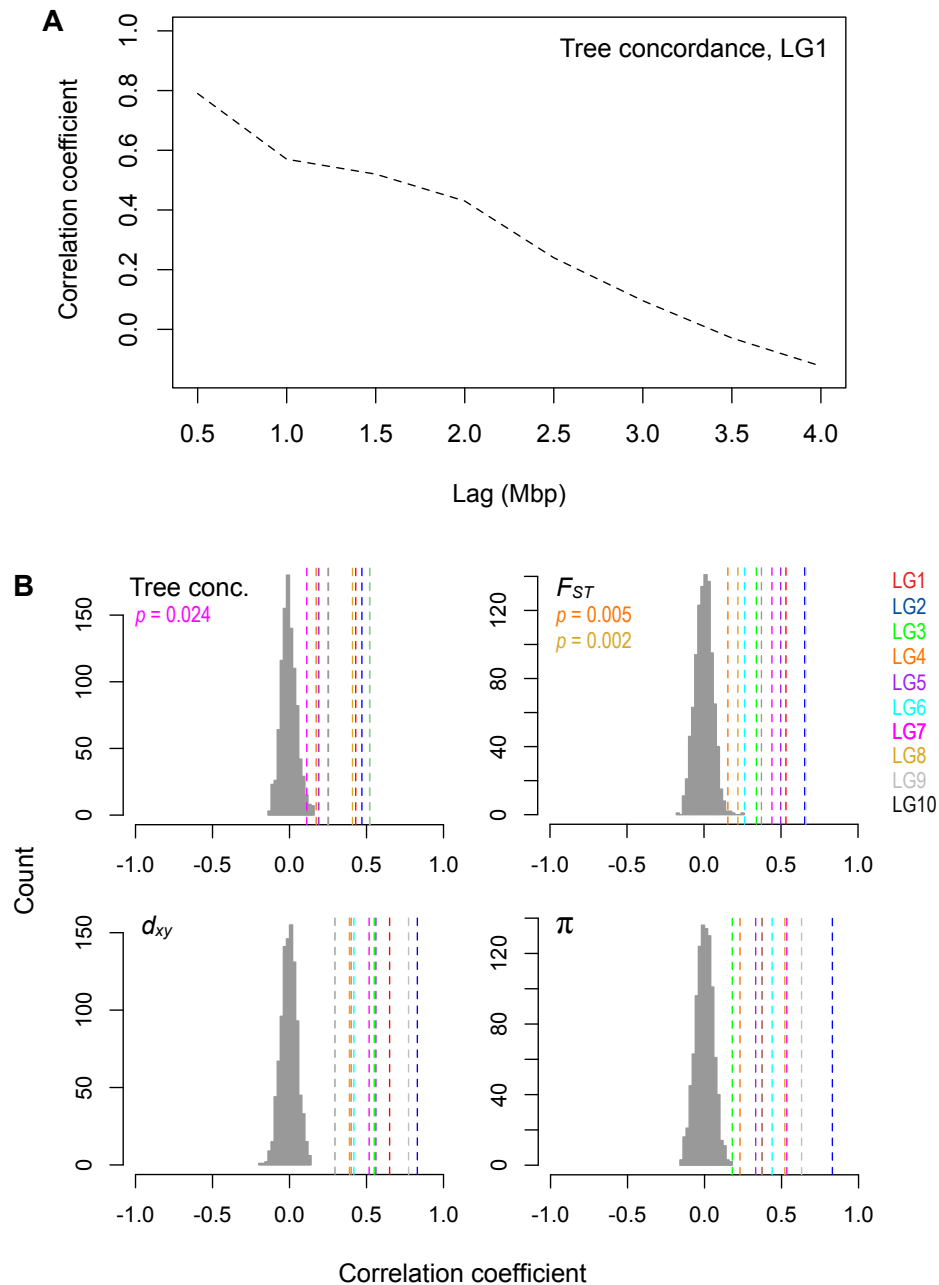 A
Tree concordance, LG1
Correlation coefficient
1.0
0.8
0.6
0.4
0.2
0.0
0.5 1.0 1.5 2.0 2.5 3.0 3.5 4.0
Lag (Mbp)
B
Tree conc.
p = 0.024
150
100
50
0
-1.0 -0.5 0.0 0.5 1.0
FST
p = 0.005
p = 0.002
120
80
40
0
-1.0 -0.5 0.0 0.5 1.0
LG1
LG2
LG3
LG4
LG5
LG6
LG7
LG8
LG9
LG10
Count
dxy
150
100
50
0
-1.0 -0.5 0.0 0.5 1.0
π
120
80
40
0
-1.0 -0.5 0.0 0.5 1.0
Correlation coefficient